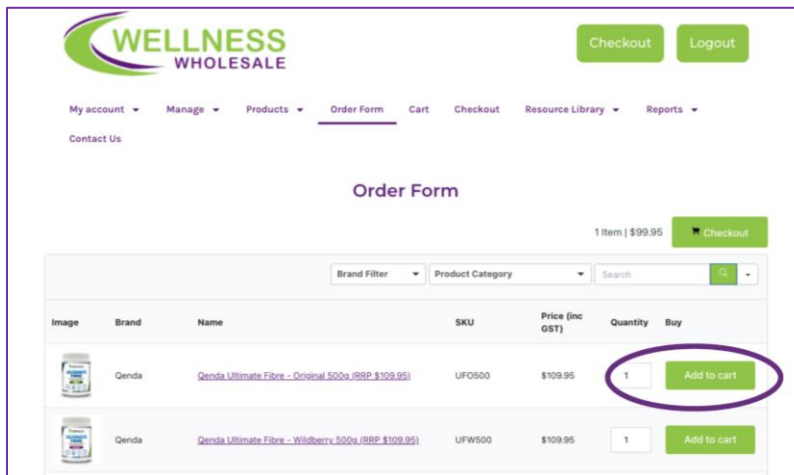 WELLNESS
WHOLESALE
Checkout Logout
My account Manage Products Order Form Cart Checkout Resource Library Reports
Contact Us
Order Form
1 Item | $99.95 Checkout
Brand Filter Product Category Search
Image Brand Name SKU Price (inc GST) Quantity Buy
Qenda Qenda Ultimate Fibre - Original 500g (RRP $109.95) UFO500 $109.95 1 Add to cart
Qenda Qenda Ultimate Fibre - Wildberry 500g (RRP $109.95) UFW500 $109.95 1 Add to cart